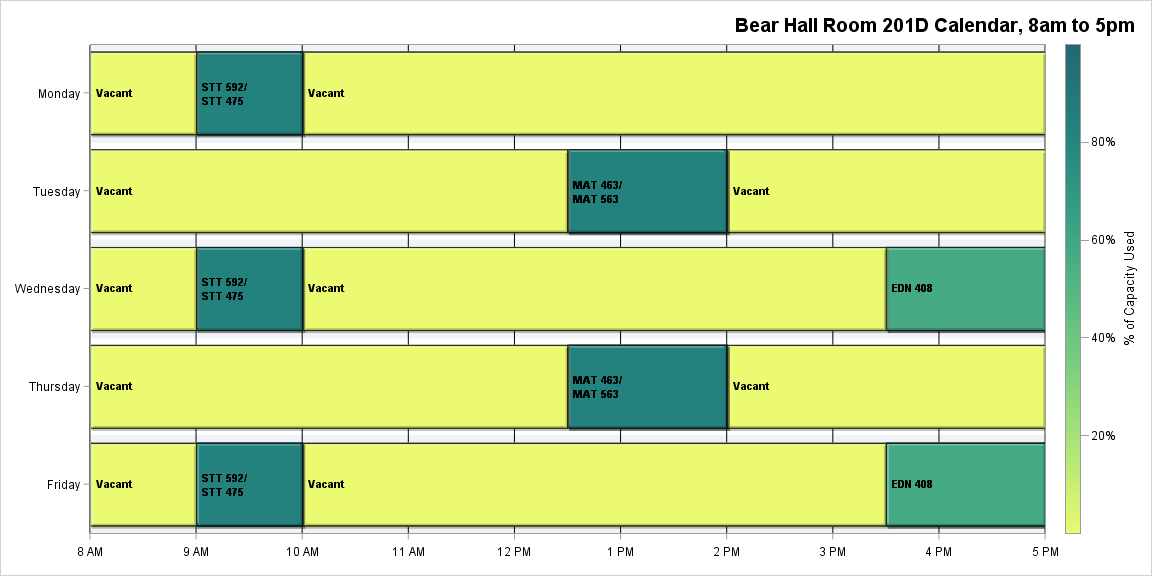 Bear Hall Room 201D Calendar, 8am to 5pm
Monday
Vacant
STT 592/
STT 475
Vacant
Tuesday
Vacant
MAT 463/
MAT 563
Vacant
Wednesday
Vacant
STT 592/
STT 475
Vacant
EDN 408
Thursday
Vacant
MAT 463/
MAT 563
Vacant
Friday
Vacant
STT 592/
STT 475
Vacant
EDN 408
8 AM 9 AM 10 AM 11 AM 12 PM 1 PM 2 PM 3 PM 4 PM 5 PM
80%
60%
40%
20%
% of Capacity Used